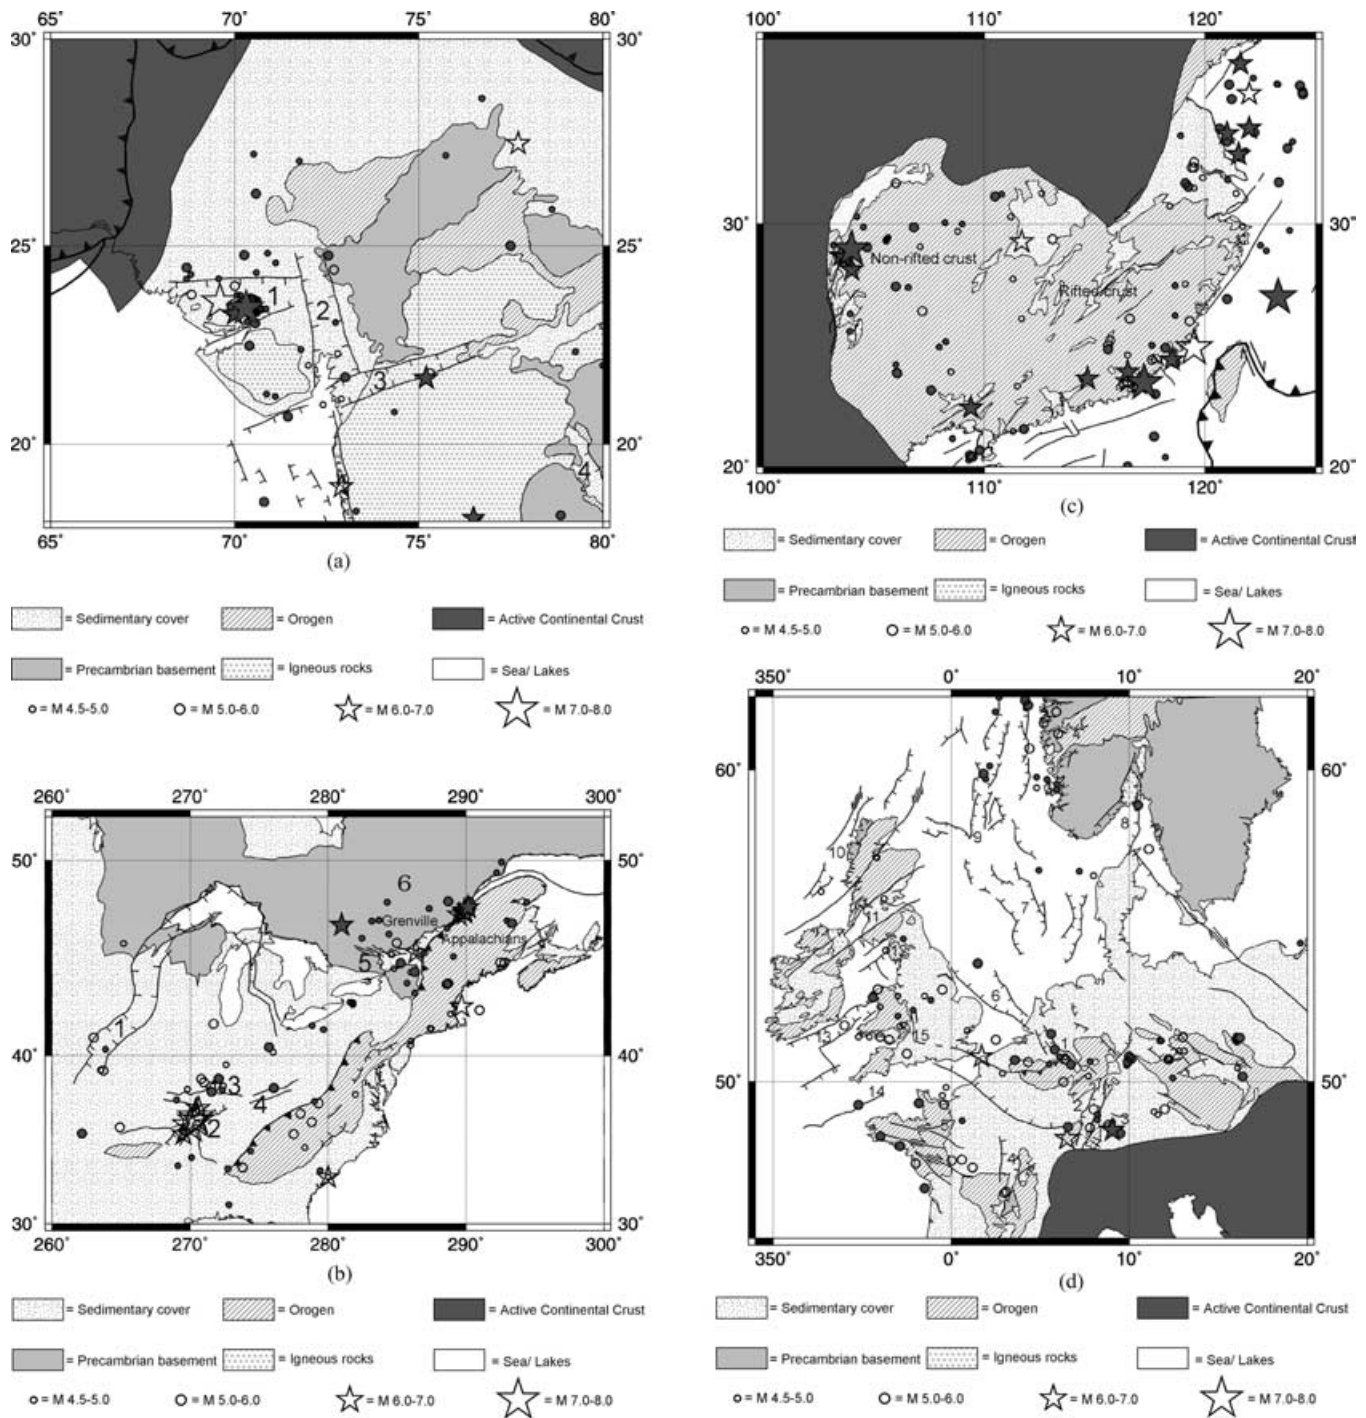 65° 70° 75° 80°
30° 30°
25° 25°
1
2
3
20° 20°
4
65° 70° 75° 80°
(a)
= Sedimentary cover = Orogen = Active Continental Crust
= Precambrian basement = Igneous rocks = Sea/ Lakes
= M 4.5-5.0 = M 5.0-6.0 = M 6.0-7.0 = M 7.0-8.0
260° 270° 280° 290° 300°
50° 50°
6
Grenville
Appalachians
5
1
40° 40°
3
4
2
30° 30°
260° 270° 280° 290° 300°
(b)
= Sedimentary cover = Orogen = Active Continental Crust
= Precambrian basement = Igneous rocks = Sea/ Lakes
= M 4.5-5.0 = M 5.0-6.0 = M 6.0-7.0 = M 7.0-8.0
100° 110° 120°
30° 30°
Non-rifted crust
Rifted crust
20° 20°
100° 110° 120°
(c)
= Sedimentary cover = Orogen = Active Continental Crust
= Precambrian basement = Igneous rocks = Sea/ Lakes
= M 4.5-5.0 = M 5.0-6.0 = M 6.0-7.0 = M 7.0-8.0
350° 0° 10° 20°
60° 60°
8
9
10
11
6
13 15 1
50° 50°
14
4
350° 0° 10° 20°
(d)
= Sedimentary cover = Orogen = Active Continental Crust
= Precambrian basement = Igneous rocks = Sea/ Lakes
= M 4.5-5.0 = M 5.0-6.0 = M 6.0-7.0 = M 7.0-8.0